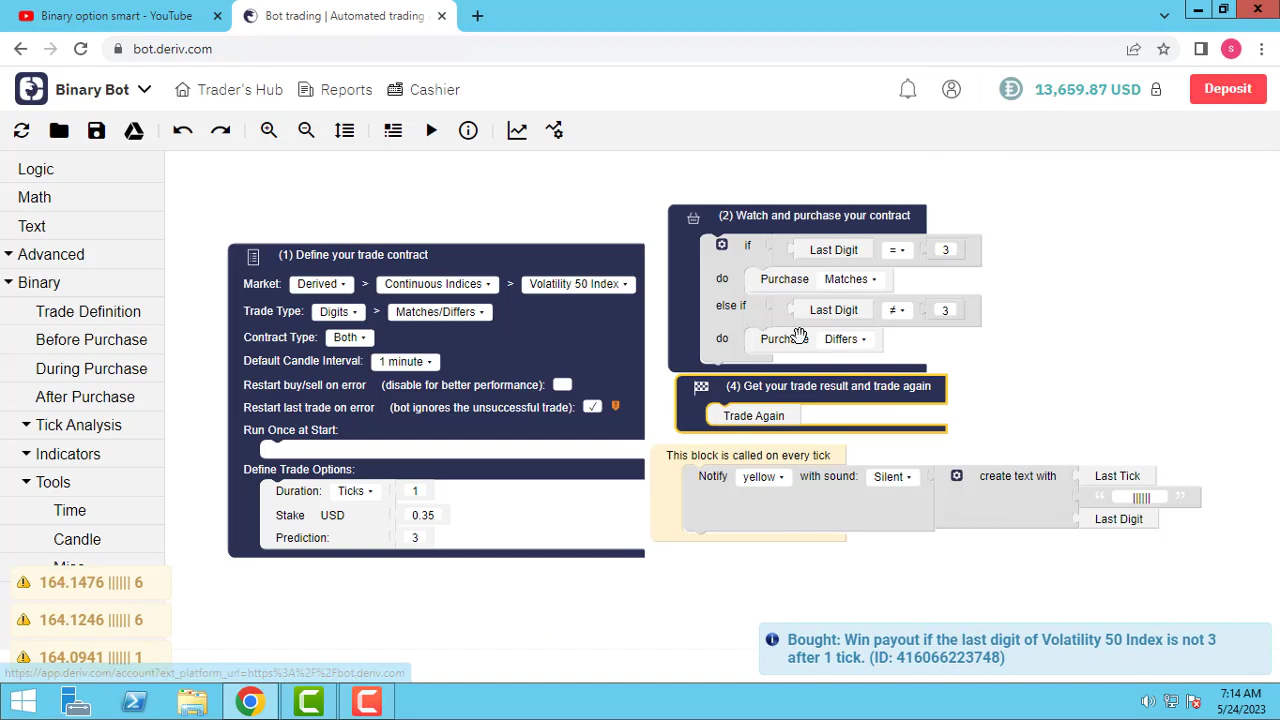 Binary option smart - YouTube
Bot trading | Automated trading
bot.deriv.com
S
Binary Bot
Trader's Hub
Reports
Cashier
13,659.87 USD
Deposit
Logic
Math
Text
Advanced
Binary
Trade Definition
Before Purchase
During Purchase
After Purchase
Tick Analysis
Indicators
Tools
Time
Candle
(1) Define your trade contract
Market: Derived > Continuous Indices > Volatility 50 Index
Trade Type: Digits > Matches/Differs
Contract Type: Both
Default Candle Interval: 1 minute
Restart buy/sell on error (disable for better performance):
Restart last trade on error (bot ignores the unsuccessful trade): ✓
Run Once at Start:
Define Trade Options:
Duration: Ticks 1
Stake USD 0.35
Prediction: 3
(2) Watch and purchase your contract
if Last Digit = 3
do Purchase Matches
else if Last Digit ≠ 3
do Purchase Differs
(4) Get your trade result and trade again
Trade Again
This block is called on every tick
Notify yellow with sound: Silent create text with Last Tick
“ |||||| ”
Last Digit
164.1476 |||||| 6
164.1246 |||||| 6
164.0941 |||||| 1
Bought: Win payout if the last digit of Volatility 50 Index is not 3
after 1 tick. (ID: 416066223748)
https://app.deriv.com/account?ext_platform_url=https%3A%2F%2Fbot.deriv.com
7:14 AM
5/24/2023